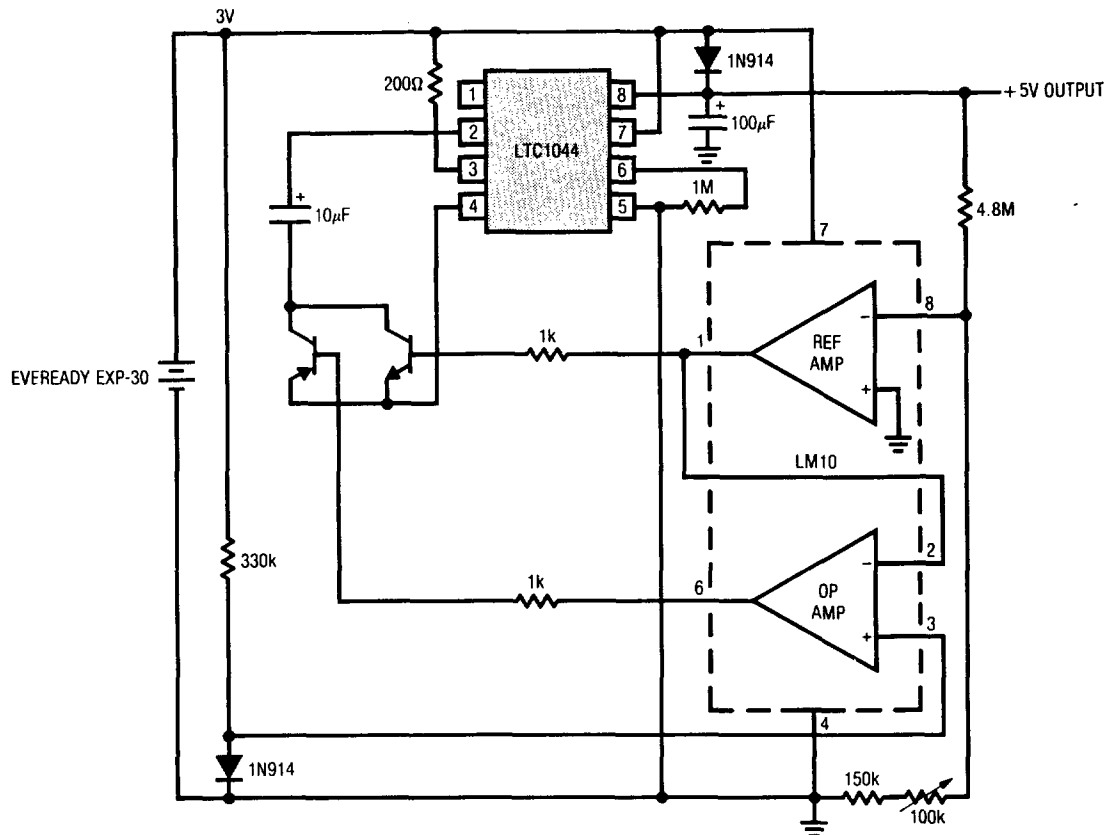 3V
200Ω
1N914
+ 5V OUTPUT
1
2
3
4
LTC1044
8
7
6
5
+
100μF
1M
+
10μF
4.8M
7
EVEREADY EXP-30
1k
1
REF
AMP
−
+
8
LM10
330k
1k
6
OP
AMP
−
+
2
3
4
1N914
150k
100k